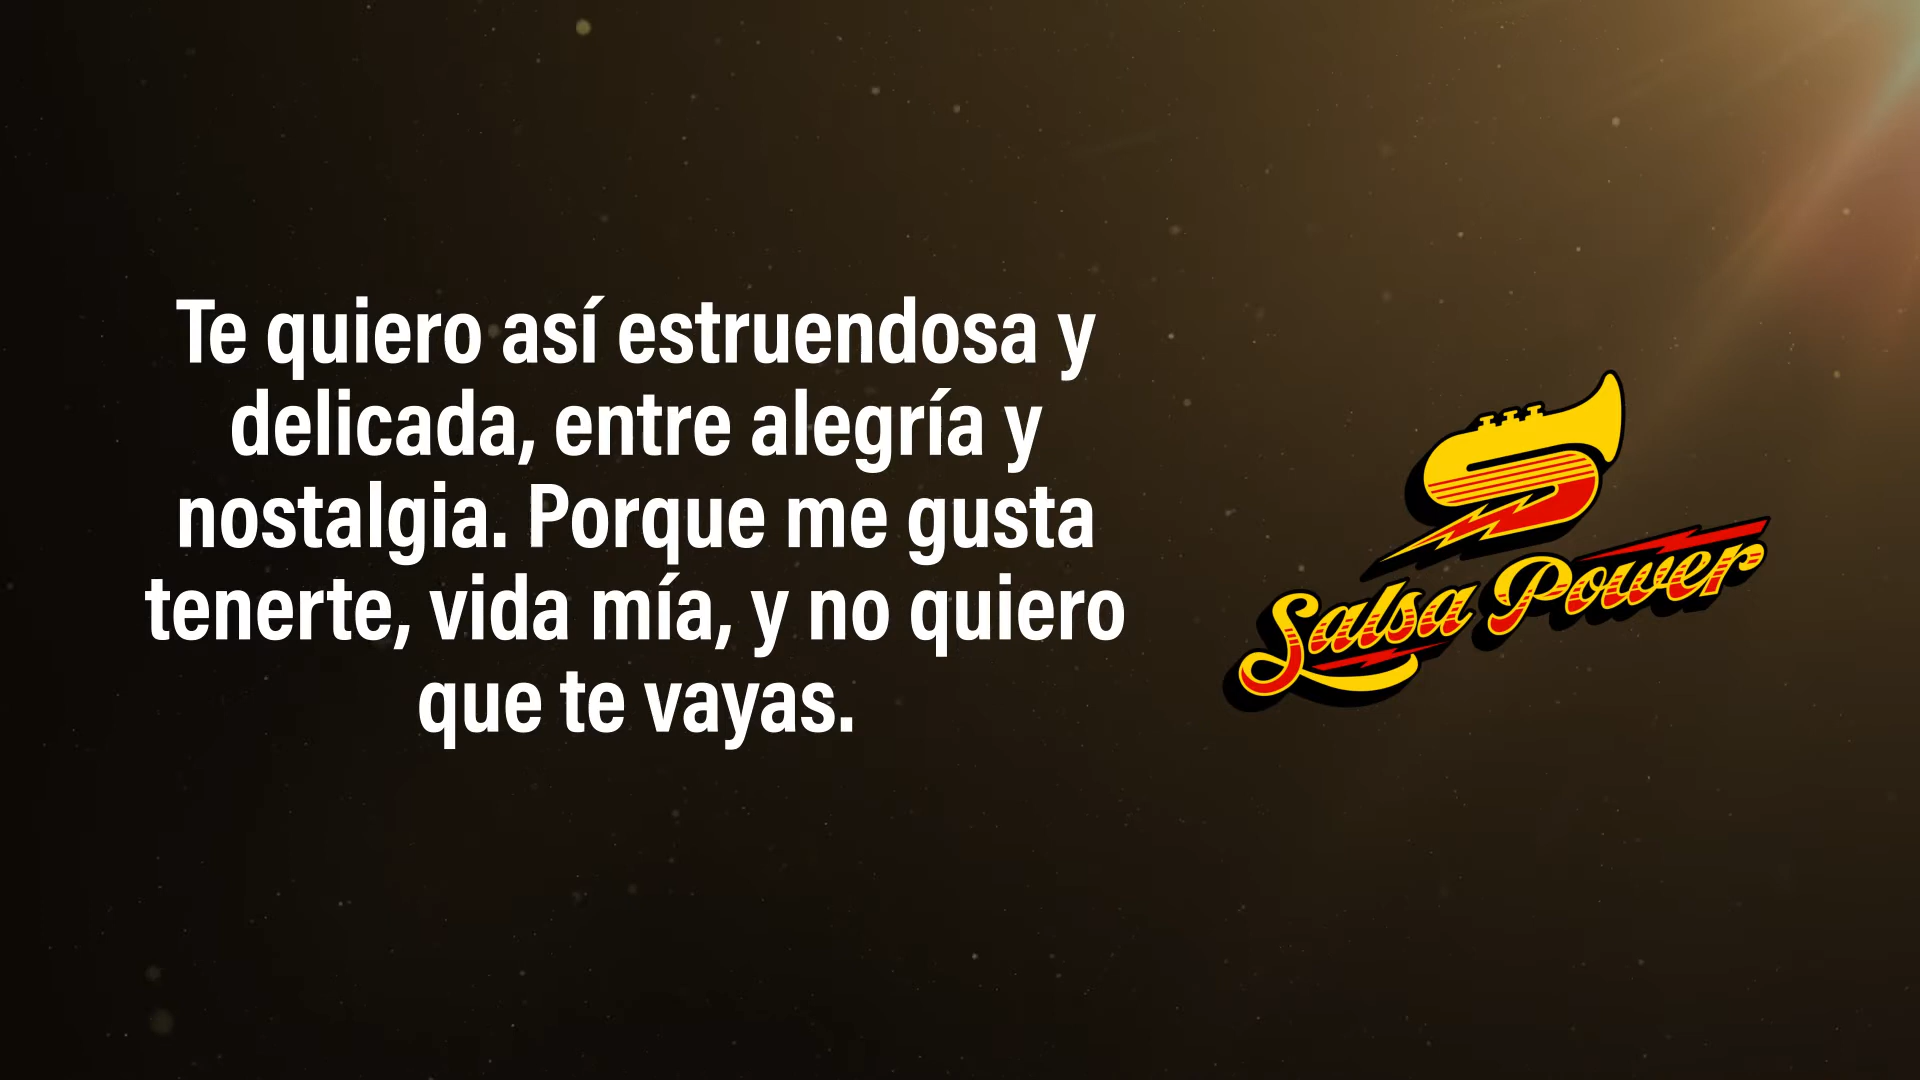 Te quiero así estruendosa y
delicada, entre alegría y
nostalgia. Porque me gusta
tenerte, vida mía, y no quiero
que te vayas.
Salsa Power